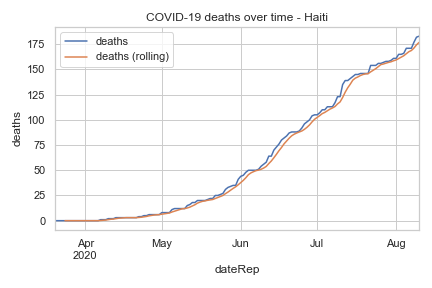 COVID-19 deaths over time - Haiti
deaths
deaths (rolling)
175
150
125
100
75
50
25
0
deaths
Apr
2020
May
Jun
Jul
Aug
dateRep